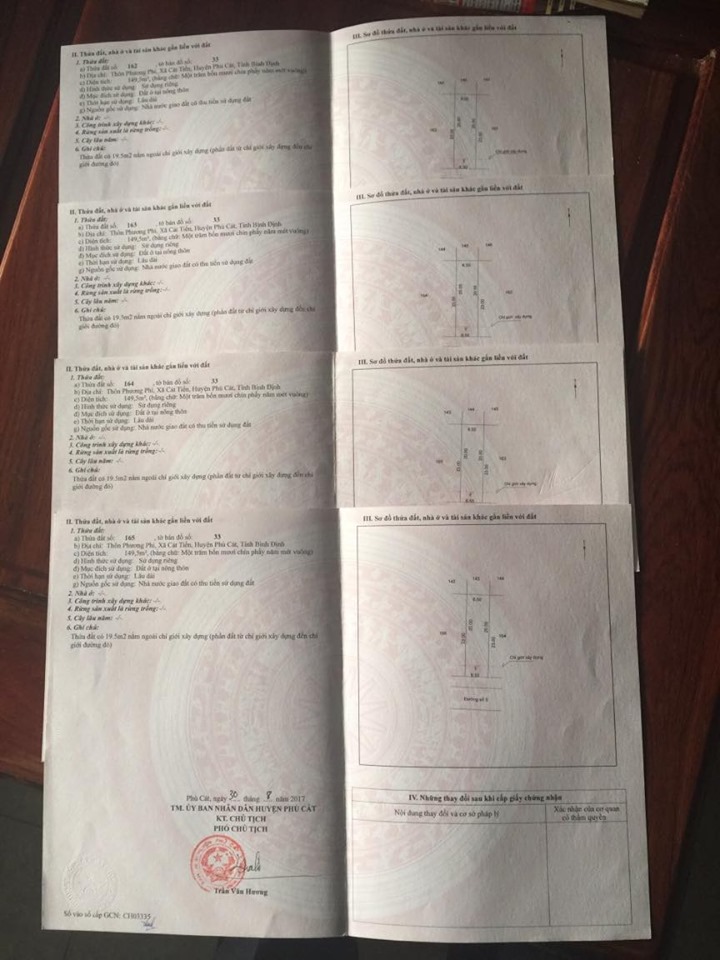 II. Thửa đất, nhà ở và tài sản khác gắn liền với đất
1. Thửa đất:
a) Thửa đất số: 162 , tờ bản đồ số: 33
b) Địa chỉ: Thôn Phương Phi, Xã Cát Tiến, Huyện Phù Cát, Tỉnh Bình Định
c) Diện tích: 149,5m², (bằng chữ: Một trăm bốn mươi chín phẩy năm mét vuông)
d) Hình thức sử dụng: Sử dụng riêng
đ) Mục đích sử dụng: Đất ở tại nông thôn
e) Thời hạn sử dụng: Lâu dài
g) Nguồn gốc sử dụng: Nhà nước giao đất có thu tiền sử dụng đất
2. Nhà ở: -/-.
3. Công trình xây dựng khác: -/-.
4. Rừng sản xuất là rừng trồng: -/-.
5. Cây lâu năm: -/-.
6. Ghi chú:
Thửa đất có 19.5m2 nằm ngoài chỉ giới xây dựng (phần đất từ chỉ giới xây dựng đến chỉ
giới đường đỏ)
III. Sơ đồ thửa đất, nhà ở và tài sản khác gắn liền với đất
Chỉ giới xây dựng
II. Thửa đất, nhà ở và tài sản khác gắn liền với đất
1. Thửa đất:
a) Thửa đất số: 163 , tờ bản đồ số: 33
b) Địa chỉ: Thôn Phương Phi, Xã Cát Tiến, Huyện Phù Cát, Tỉnh Bình Định
c) Diện tích: 149,5m², (bằng chữ: Một trăm bốn mươi chín phẩy năm mét vuông)
d) Hình thức sử dụng: Sử dụng riêng
đ) Mục đích sử dụng: Đất ở tại nông thôn
e) Thời hạn sử dụng: Lâu dài
g) Nguồn gốc sử dụng: Nhà nước giao đất có thu tiền sử dụng đất
2. Nhà ở: -/-.
3. Công trình xây dựng khác: -/-.
4. Rừng sản xuất là rừng trồng: -/-.
5. Cây lâu năm: -/-.
6. Ghi chú:
Thửa đất có 19.5m2 nằm ngoài chỉ giới xây dựng (phần đất từ chỉ giới xây dựng đến chỉ
giới đường đỏ)
III. Sơ đồ thửa đất, nhà ở và tài sản khác gắn liền với đất
Chỉ giới xây dựng
II. Thửa đất, nhà ở và tài sản khác gắn liền với đất
1. Thửa đất:
a) Thửa đất số: 164 , tờ bản đồ số: 33
b) Địa chỉ: Thôn Phương Phi, Xã Cát Tiến, Huyện Phù Cát, Tỉnh Bình Định
c) Diện tích: 149,5m², (bằng chữ: Một trăm bốn mươi chín phẩy năm mét vuông)
d) Hình thức sử dụng: Sử dụng riêng
đ) Mục đích sử dụng: Đất ở tại nông thôn
e) Thời hạn sử dụng: Lâu dài
g) Nguồn gốc sử dụng: Nhà nước giao đất có thu tiền sử dụng đất
2. Nhà ở: -/-.
3. Công trình xây dựng khác: -/-.
4. Rừng sản xuất là rừng trồng: -/-.
5. Cây lâu năm: -/-.
6. Ghi chú:
Thửa đất có 19.5m2 nằm ngoài chỉ giới xây dựng (phần đất từ chỉ giới xây dựng đến chỉ
giới đường đỏ)
III. Sơ đồ thửa đất, nhà ở và tài sản khác gắn liền với đất
Chỉ giới xây dựng
II. Thửa đất, nhà ở và tài sản khác gắn liền với đất
1. Thửa đất:
a) Thửa đất số: 165 , tờ bản đồ số: 33
b) Địa chỉ: Thôn Phương Phi, Xã Cát Tiến, Huyện Phù Cát, Tỉnh Bình Định
c) Diện tích: 149,5m², (bằng chữ: Một trăm bốn mươi chín phẩy năm mét vuông)
d) Hình thức sử dụng: Sử dụng riêng
đ) Mục đích sử dụng: Đất ở tại nông thôn
e) Thời hạn sử dụng: Lâu dài
g) Nguồn gốc sử dụng: Nhà nước giao đất có thu tiền sử dụng đất
2. Nhà ở: -/-.
3. Công trình xây dựng khác: -/-.
4. Rừng sản xuất là rừng trồng: -/-.
5. Cây lâu năm: -/-.
6. Ghi chú:
Thửa đất có 19.5m2 nằm ngoài chỉ giới xây dựng (phần đất từ chỉ giới xây dựng đến chỉ
giới đường đỏ)
III. Sơ đồ thửa đất, nhà ở và tài sản khác gắn liền với đất
142 143 144
164
Chỉ giới xây dựng
Đường số
Phù Cát, ngày 30 tháng 8 năm 2017
TM. ỦY BAN NHÂN DÂN HUYỆN PHÙ CÁT
KT. CHỦ TỊCH
PHÓ CHỦ TỊCH
Trần Văn Hương
Số vào sổ cấp GCN: CH03335
IV. Những thay đổi sau khi cấp giấy chứng nhận
Nội dung thay đổi và cơ sở pháp lý
Xác nhận của cơ quan
có thẩm quyền